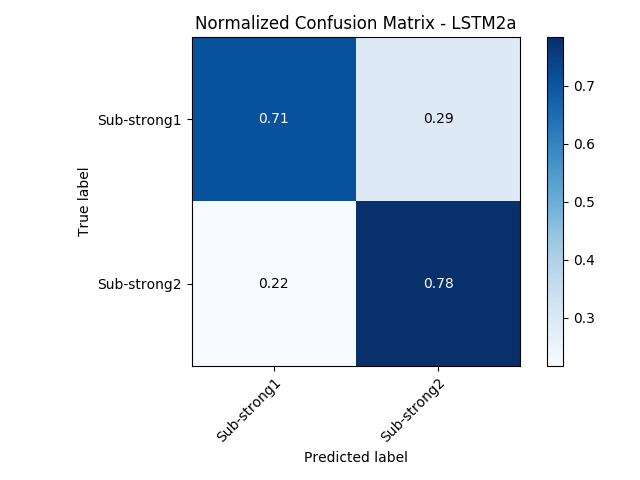 Normalized Confusion Matrix - LSTM2a
Sub-strong1
0.71
0.29
Sub-strong2
0.22
0.78
True label
Sub-strong1
Sub-strong2
Predicted label
0.7
0.6
0.5
0.4
0.3